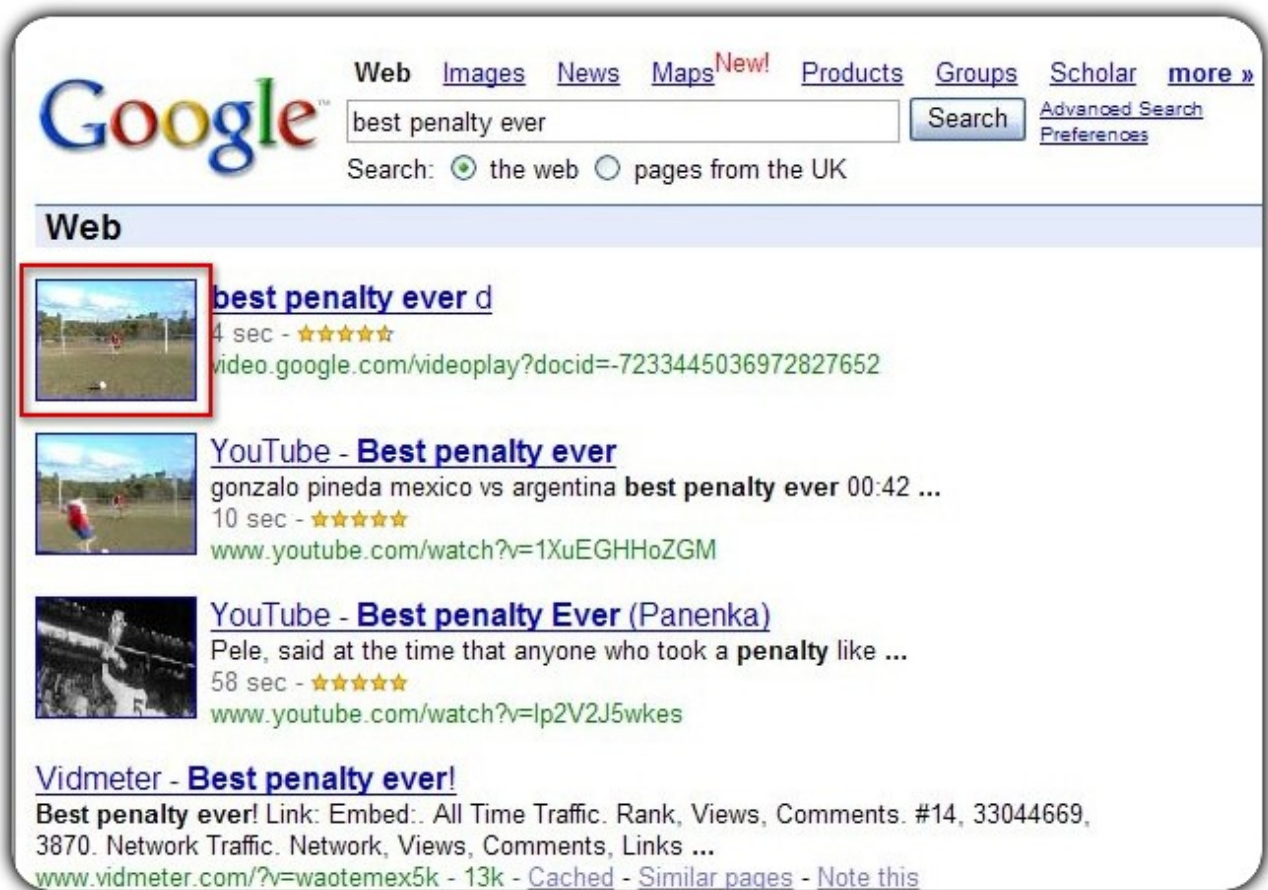 Web Images News Maps New! Products Groups Scholar more »
Google™
best penalty ever Search Advanced Search
Preferences
Search: the web pages from the UK
Web
best penalty ever d
4 sec -
video.google.com/videoplay?docid=-7233445036972827652
YouTube - Best penalty ever
gonzalo pineda mexico vs argentina best penalty ever 00:42 ...
10 sec -
www.youtube.com/watch?v=1XuEGHHoZGM
YouTube - Best penalty Ever (Panenka)
Pele, said at the time that anyone who took a penalty like ...
58 sec -
www.youtube.com/watch?v=lp2V2J5wkes
Vidmeter - Best penalty ever!
Best penalty ever! Link: Embed:. All Time Traffic. Rank, Views, Comments. #14, 33044669,
3870. Network Traffic. Network, Views, Comments, Links ...
www.vidmeter.com/?v=waotemex5k - 13k - Cached - Similar pages - Note this